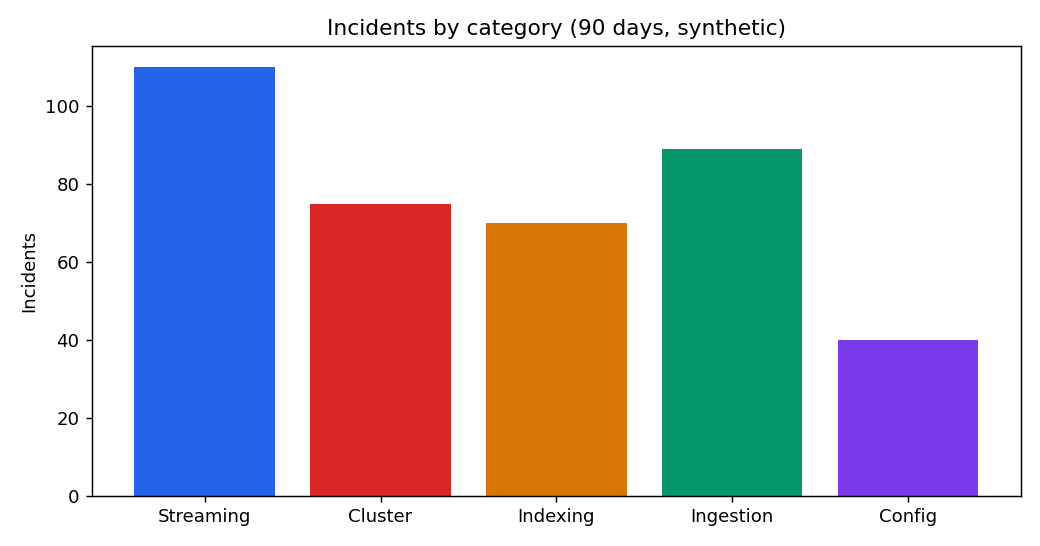 Incidents by category (90 days, synthetic)
Incidents
100
80
60
40
20
0
Streaming Cluster Indexing Ingestion Config